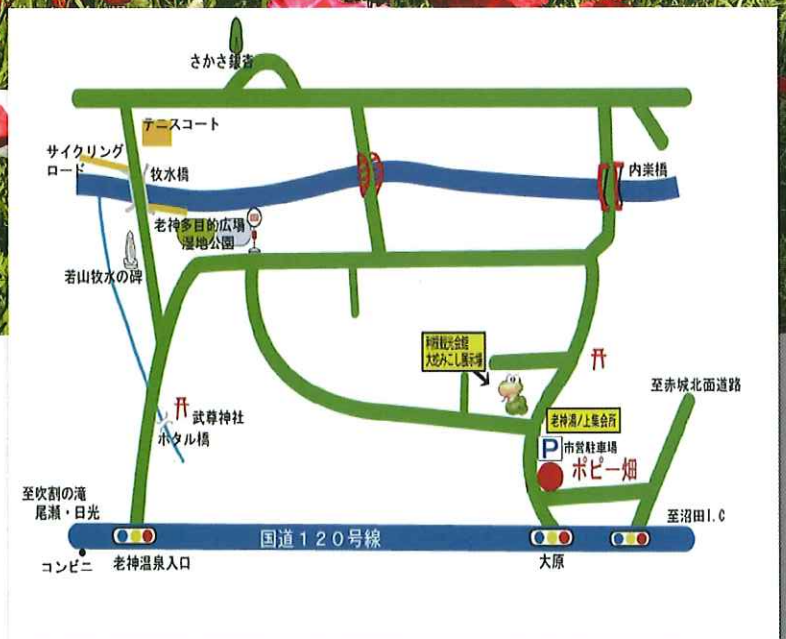 さかさ銀杏
テニスコート
サイクリング
ロード
牧水橋
内楽橋
老神多目的広場
湿地公園
若山牧水の碑
利根観光会館
大蛇みこし展示場
至赤城北面道路
武尊神社
ホタル橋
老神湯ノ上集会所
P 市営駐車場
ポピー畑
至吹割の滝
尾瀬・日光
至沼田I.C
国道120号線
コンビニ
老神温泉入口
大原